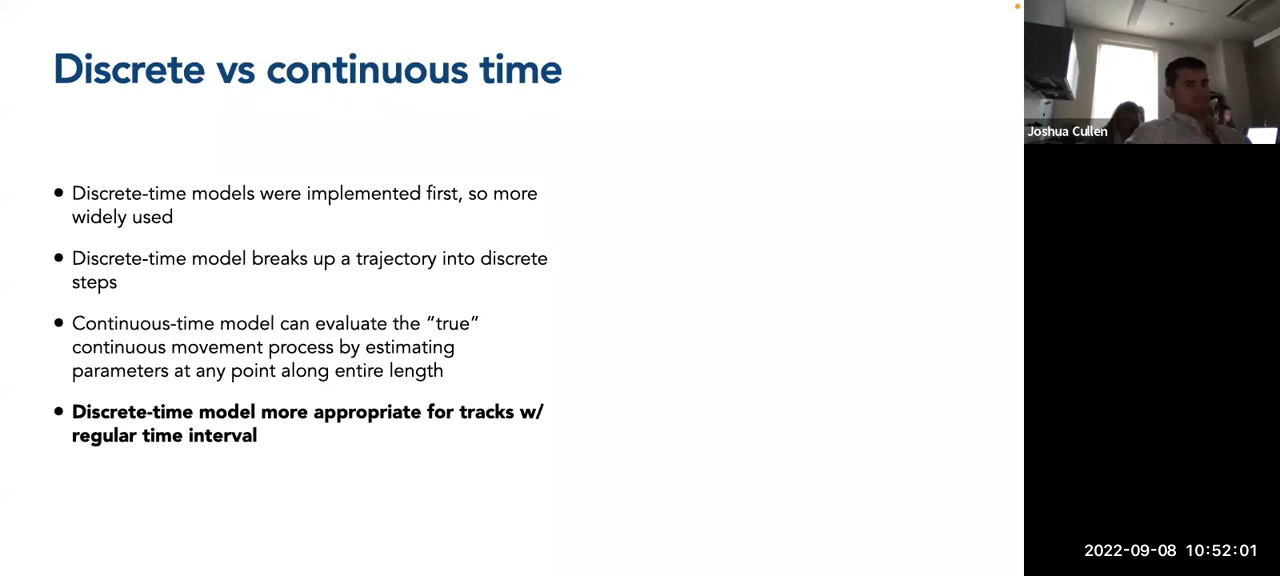 Discrete vs continuous time
• Discrete-time models were implemented first, so more
widely used
• Discrete-time model breaks up a trajectory into discrete
steps
• Continuous-time model can evaluate the “true”
continuous movement process by estimating
parameters at any point along entire length
• Discrete-time model more appropriate for tracks w/
regular time interval
Joshua Cullen
2022-09-08 10:52:01